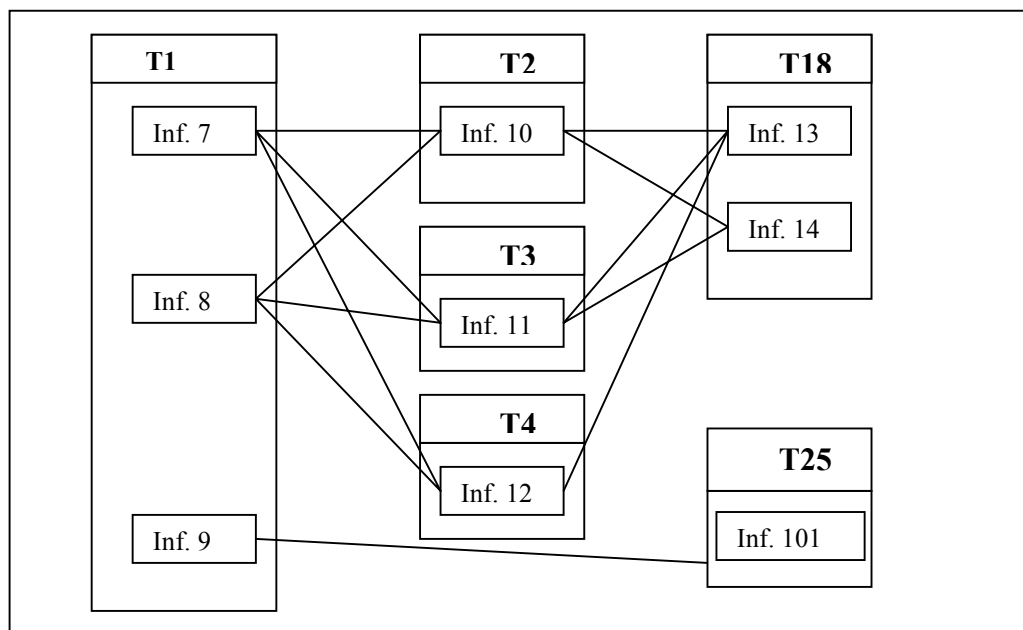 T1
Inf. 7
Inf. 8
Inf. 9
T2
Inf. 10
T3
Inf. 11
T4
Inf. 12
T18
Inf. 13
Inf. 14
T25
Inf. 101